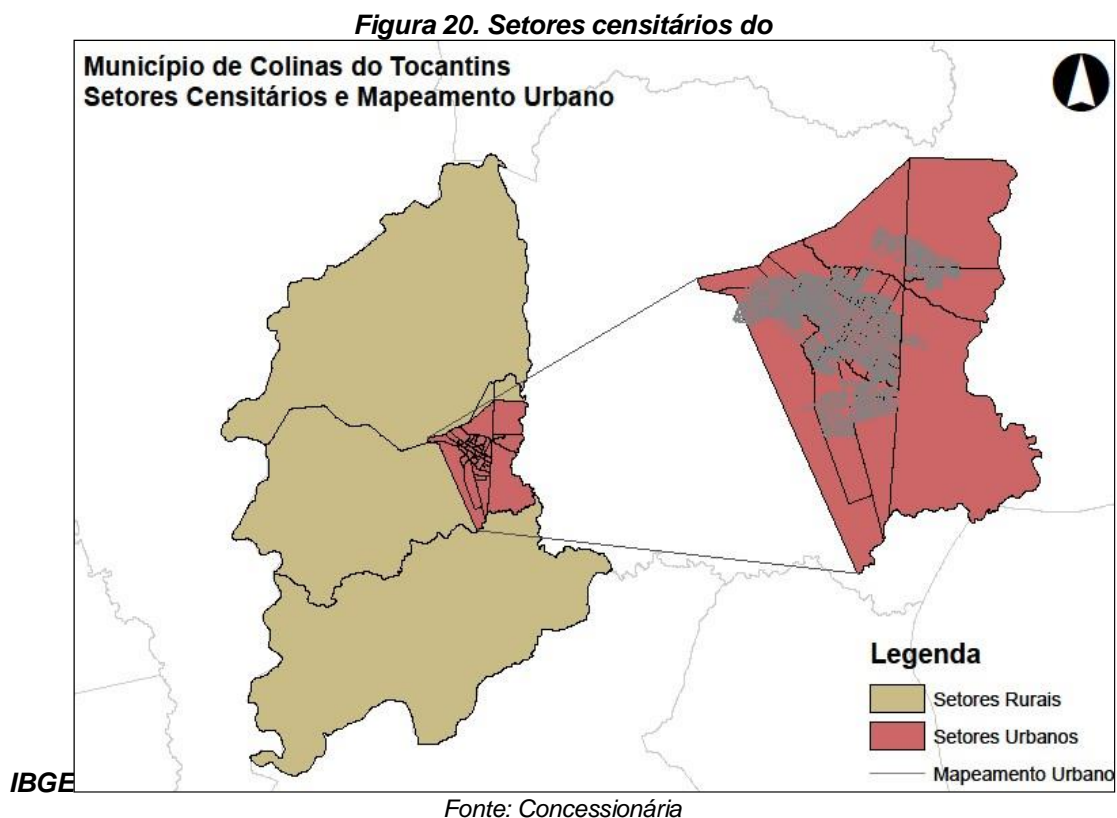 Figura 20. Setores censitários do
Município de Colinas do Tocantins
Setores Censitários e Mapeamento Urbano
Legenda
Setores Rurais
Setores Urbanos
Mapeamento Urbano
IBGE
Fonte: Concessionária